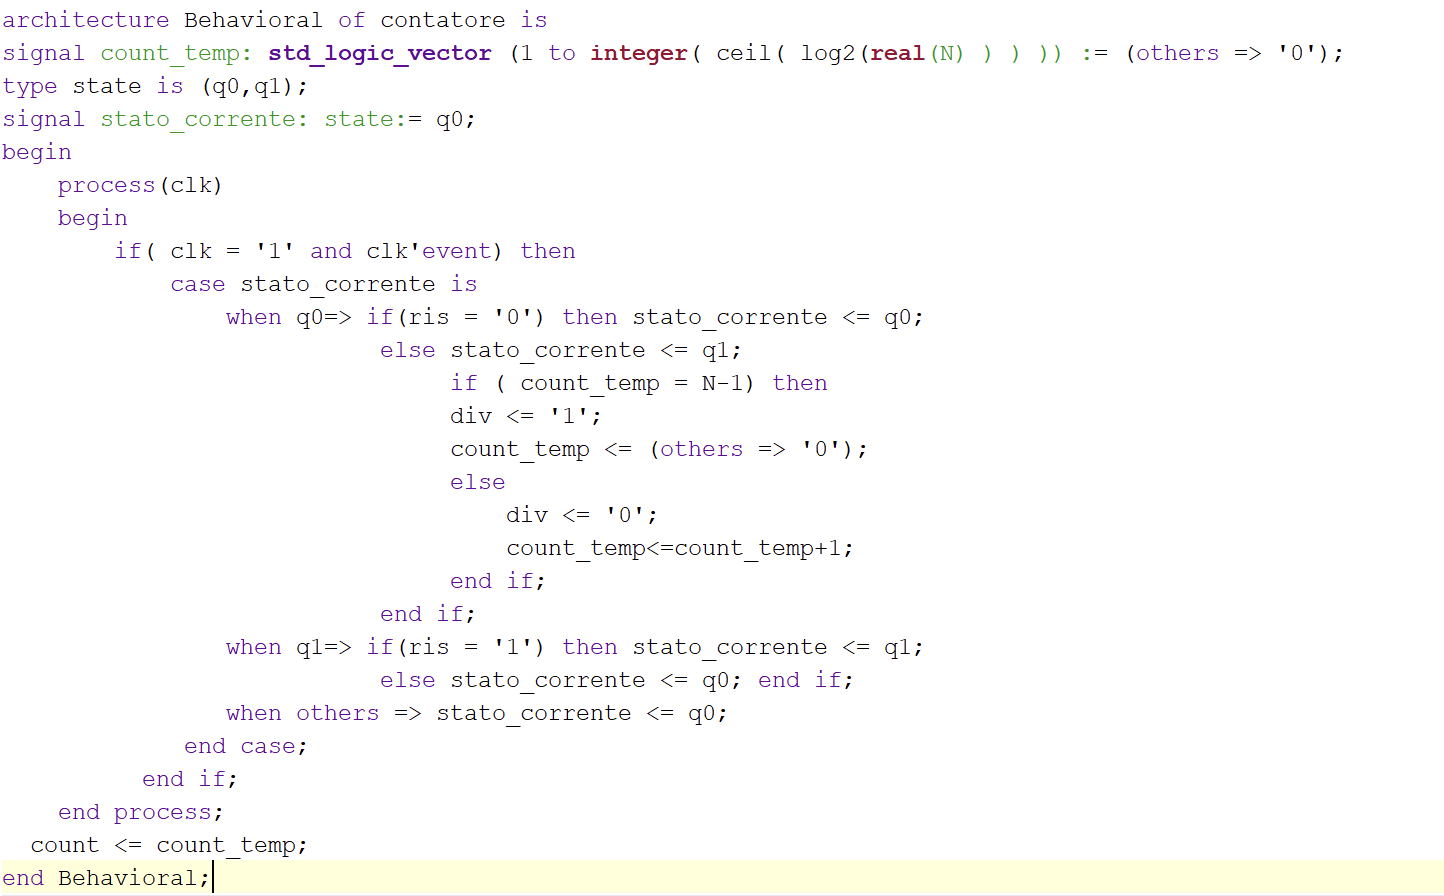 architecture Behavioral of contatore is
signal count_temp: std_logic_vector (1 to integer( ceil( log2(real(N) ) ) )) := (others => '0');
type state is (q0,q1);
signal stato_corrente: state:= q0;
begin
    process(clk)
    begin
        if( clk = '1' and clk'event) then
            case stato_corrente is
                when q0=> if(ris = '0') then stato_corrente <= q0;
                           else stato_corrente <= q1;
                                if ( count_temp = N-1) then
                                div <= '1';
                                count_temp <= (others => '0');
                                else
                                    div <= '0';
                                    count_temp<=count_temp+1;
                                end if;
                           end if;
                when q1=> if(ris = '1') then stato_corrente <= q1;
                           else stato_corrente <= q0; end if;
                when others => stato_corrente <= q0;
             end case;
          end if;
    end process;
  count <= count_temp;
end Behavioral;